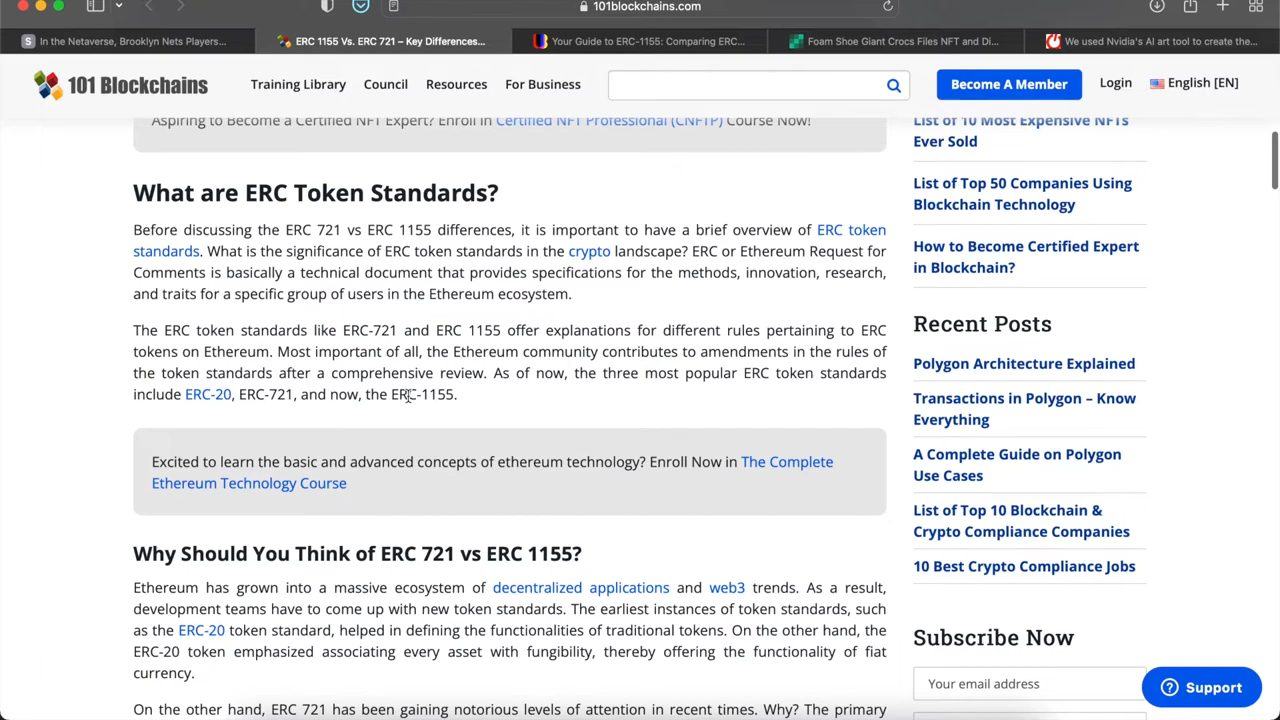 101blockchains.com
In the Netaverse, Brooklyn Nets Players...
ERC 1155 Vs. ERC 721 – Key Differences...
Your Guide to ERC-1155: Comparing ERC...
Foam Shoe Giant Crocs Files NFT and Di...
We used Nvidia's AI art tool to create the...
101 Blockchains
Training Library
Council
Resources
For Business
Become A Member
Login
English [EN]
Aspiring to Become a Certified NFT Expert? Enroll in Certified NFT Professional (CNFTP) Course Now!
What are ERC Token Standards?
Before discussing the ERC 721 vs ERC 1155 differences, it is important to have a brief overview of ERC token
standards. What is the significance of ERC token standards in the crypto landscape? ERC or Ethereum Request for
Comments is basically a technical document that provides specifications for the methods, innovation, research,
and traits for a specific group of users in the Ethereum ecosystem.
The ERC token standards like ERC-721 and ERC 1155 offer explanations for different rules pertaining to ERC
tokens on Ethereum. Most important of all, the Ethereum community contributes to amendments in the rules of
the token standards after a comprehensive review. As of now, the three most popular ERC token standards
include ERC-20, ERC-721, and now, the ERC-1155.
Excited to learn the basic and advanced concepts of ethereum technology? Enroll Now in The Complete
Ethereum Technology Course
Why Should You Think of ERC 721 vs ERC 1155?
Ethereum has grown into a massive ecosystem of decentralized applications and web3 trends. As a result,
development teams have to come up with new token standards. The earliest instances of token standards, such
as the ERC-20 token standard, helped in defining the functionalities of traditional tokens. On the other hand, the
ERC-20 token emphasized associating every asset with fungibility, thereby offering the functionality of fiat
currency.
On the other hand, ERC 721 has been gaining notorious levels of attention in recent times. Why? The primary
List of 10 Most Expensive NFTs
Ever Sold
List of Top 50 Companies Using
Blockchain Technology
How to Become Certified Expert
in Blockchain?
Recent Posts
Polygon Architecture Explained
Transactions in Polygon – Know
Everything
A Complete Guide on Polygon
Use Cases
List of Top 10 Blockchain &
Crypto Compliance Companies
10 Best Crypto Compliance Jobs
Subscribe Now
Your email address
Support